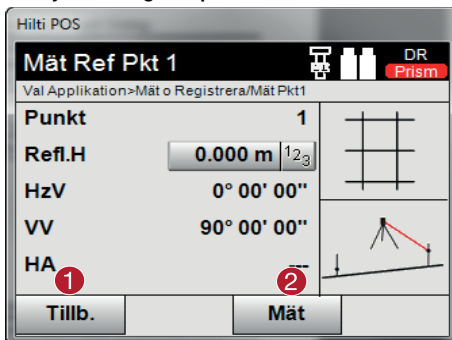 Hilti POS
Mät Ref Pkt 1
DR
Prism
Val Applikation>Mät o Registrera/Mät Pkt1
Punkt 1
Refl.H 0.000 m 123
HzV 0° 00' 00"
VV 90° 00' 00"
HA ---
1 2
Tillb. Mät